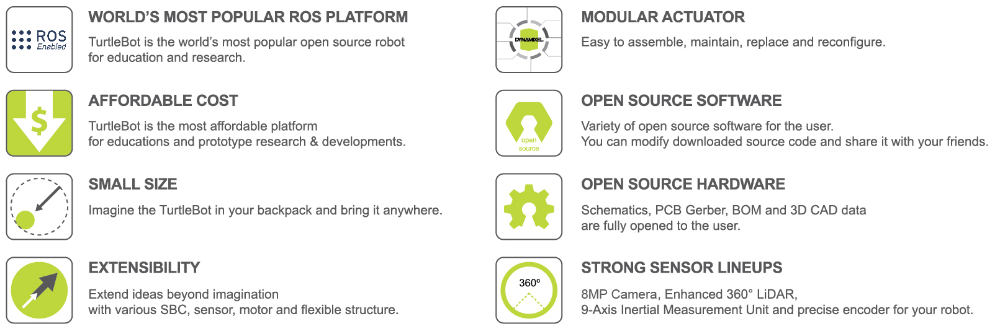 ROS
Enabled
WORLD’S MOST POPULAR ROS PLATFORM
TurtleBot is the world’s most popular open source robot
for education and research.
$
AFFORDABLE COST
TurtleBot is the most affordable platform
for educations and prototype research & developments.
SMALL SIZE
Imagine the TurtleBot in your backpack and bring it anywhere.
EXTENSIBILITY
Extend ideas beyond imagination
with various SBC, sensor, motor and flexible structure.
DYNAMIXEL
MODULAR ACTUATOR
Easy to assemble, maintain, replace and reconfigure.
open
source
OPEN SOURCE SOFTWARE
Variety of open source software for the user.
You can modify downloaded source code and share it with your friends.
OPEN SOURCE HARDWARE
Schematics, PCB Gerber, BOM and 3D CAD data
are fully opened to the user.
360º
STRONG SENSOR LINEUPS
8MP Camera, Enhanced 360° LiDAR,
9-Axis Inertial Measurement Unit and precise encoder for your robot.